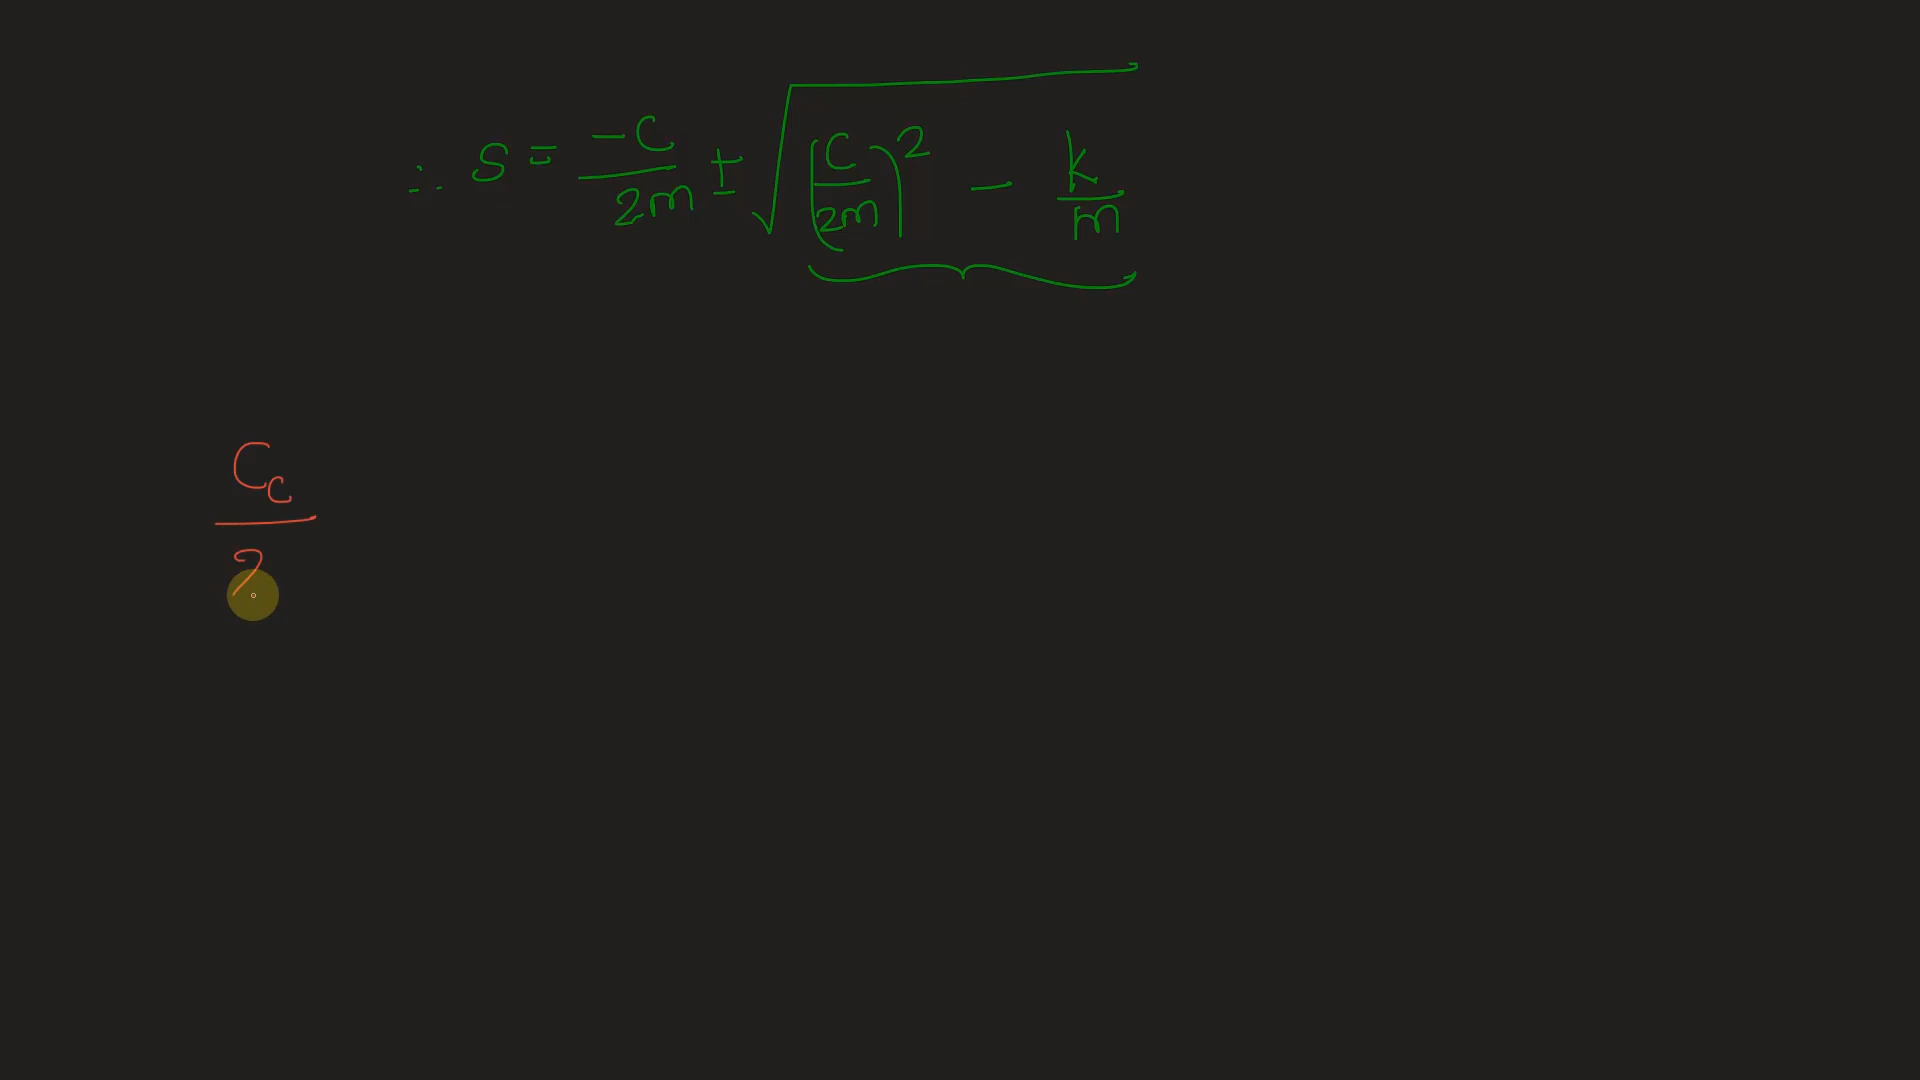 ∴ s = -c/2m ± √((c/2m)² - k/m)
Cc/2